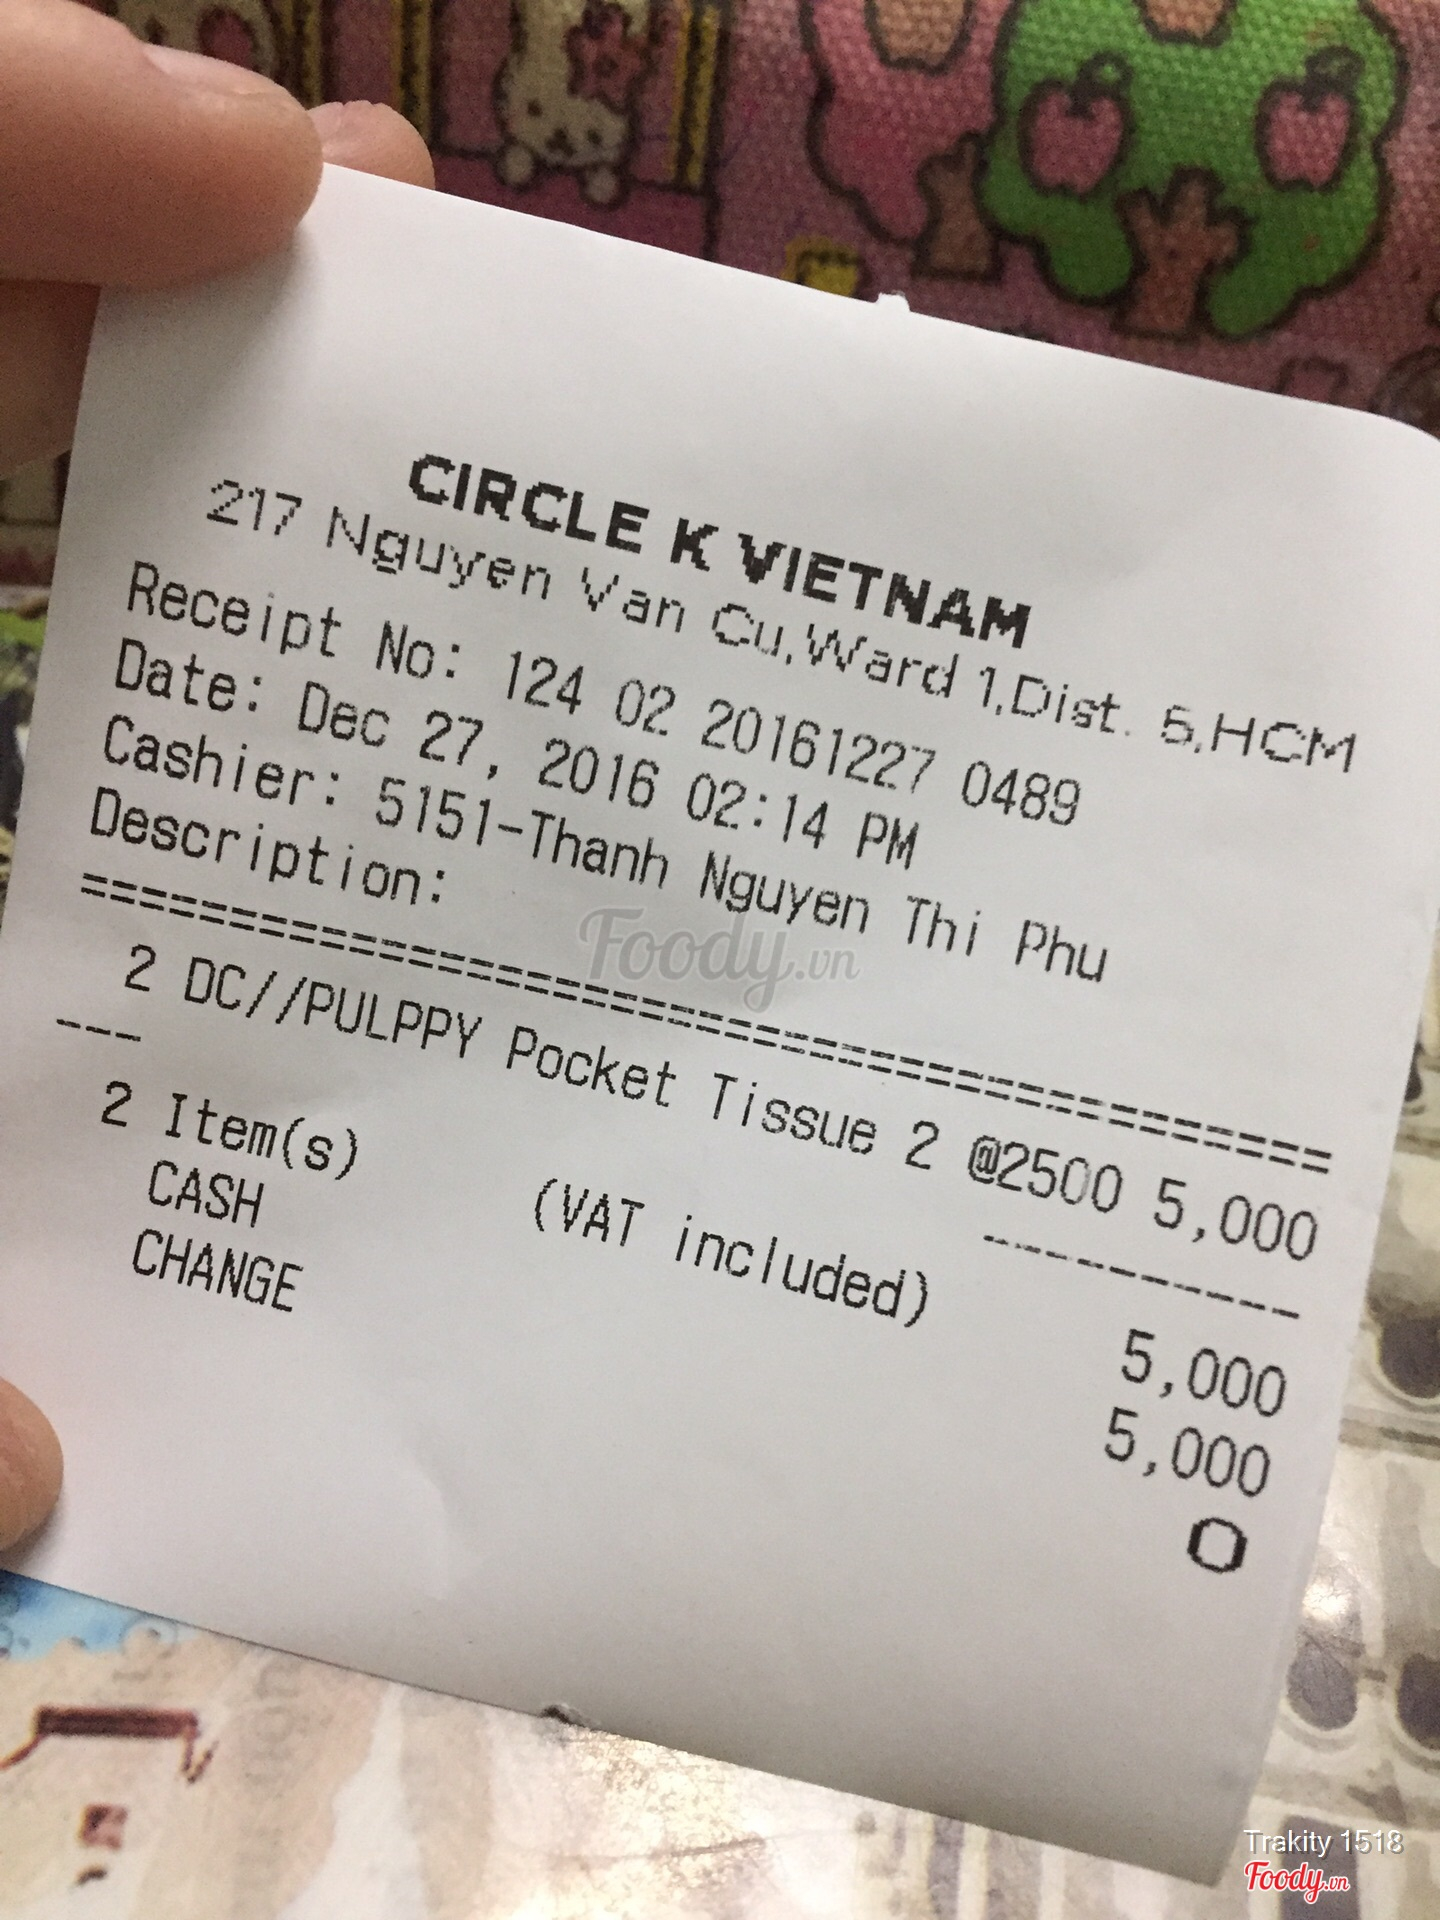 CIRCLE K VIETNAM
217 Nguyen Van Cu,Ward 1,Dist. 5,HCM
Receipt No: 124 02 20161227 0489
Date: Dec 27, 2016 02:14 PM
Cashier: 5151-Thanh Nguyen Thi Phu
Description:
==========================================
2 DC//PULPPY Pocket Tissue 2 @2500 5,000
--- ----------
2 Item(s) (VAT included) 5,000
CASH 5,000
CHANGE 0
Foody.vn
Trakity 1518
Foody.vn